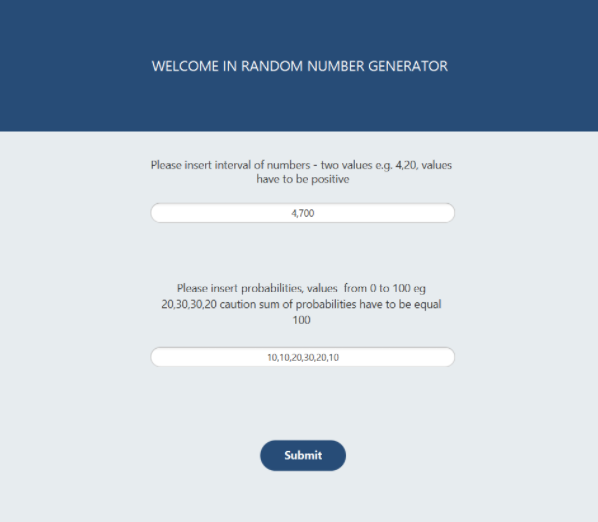 WELCOME IN RANDOM NUMBER GENERATOR
Please insert interval of numbers - two values e.g. 4,20, values
have to be positive
4,700
Please insert probabilities, values  from 0 to 100 eg
20,30,30,20 caution sum of probabilities have to be equal
100
10,10,20,30,20,10
Submit